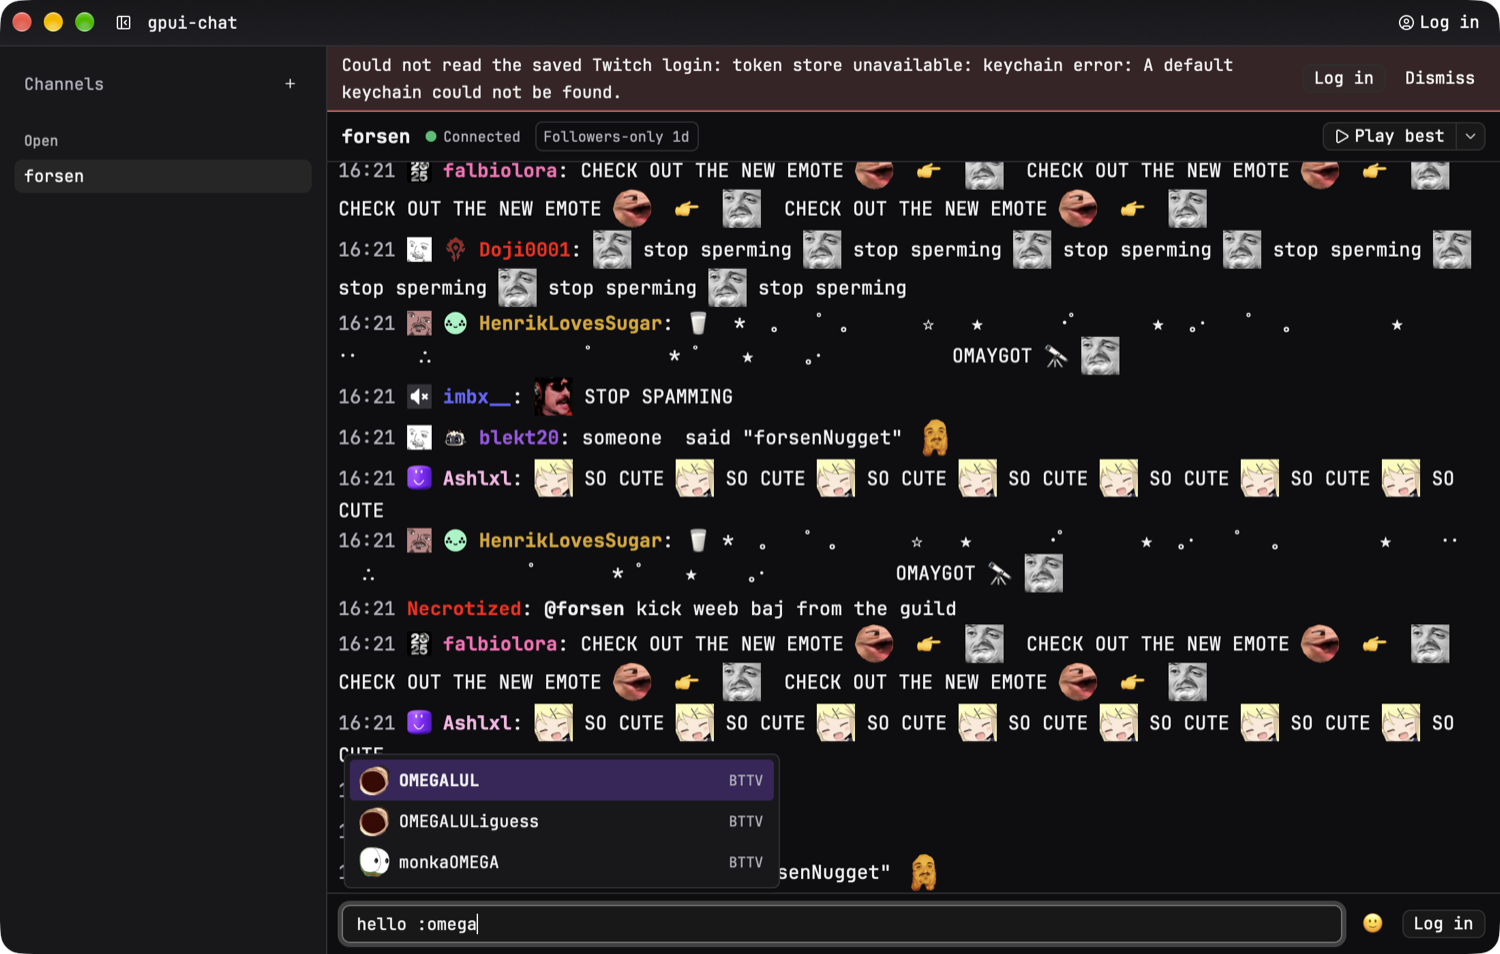 gpui-chat
Log in
Channels
+
Open
forsen
Could not read the saved Twitch login: token store unavailable: keychain error: A default
keychain could not be found.
Log in
Dismiss
forsen
Connected
Followers-only 1d
Play best
16:21 falbiolora: CHECK OUT THE NEW EMOTE 👉 CHECK OUT THE NEW EMOTE 👉
CHECK OUT THE NEW EMOTE 👉 CHECK OUT THE NEW EMOTE 👉
16:21 Doji0001: stop sperming stop sperming stop sperming stop sperming
stop sperming stop sperming stop sperming
16:21 HenrikLovesSugar: 🥛 * 。 ﾟ 。 ☆ ★ ·ﾟ ★ 。· ﾟ 。 ★
·· ∴ ﾟ * ﾟ ★ 。· OMAYGOT 🔭
16:21 imbx__: STOP SPAMMING
16:21 blekt20: someone said "forsenNugget"
16:21 Ashlxl: SO CUTE SO CUTE SO CUTE SO CUTE SO CUTE SO CUTE SO
CUTE
16:21 HenrikLovesSugar: 🥛 * 。 ﾟ 。 ☆ ★ ·ﾟ ★ 。· ﾟ 。 ★ ··
∴ ﾟ * ﾟ ★ 。· OMAYGOT 🔭
16:21 Necrotized: @forsen kick weeb baj from the guild
16:21 falbiolora: CHECK OUT THE NEW EMOTE 👉 CHECK OUT THE NEW EMOTE 👉
CHECK OUT THE NEW EMOTE 👉 CHECK OUT THE NEW EMOTE 👉
16:21 Ashlxl: SO CUTE SO CUTE SO CUTE SO CUTE SO CUTE SO CUTE SO
CUTE
OMEGALUL BTTV
OMEGALULiguess BTTV
monkaOMEGA BTTV
senNugget"
hello :omega
Log in